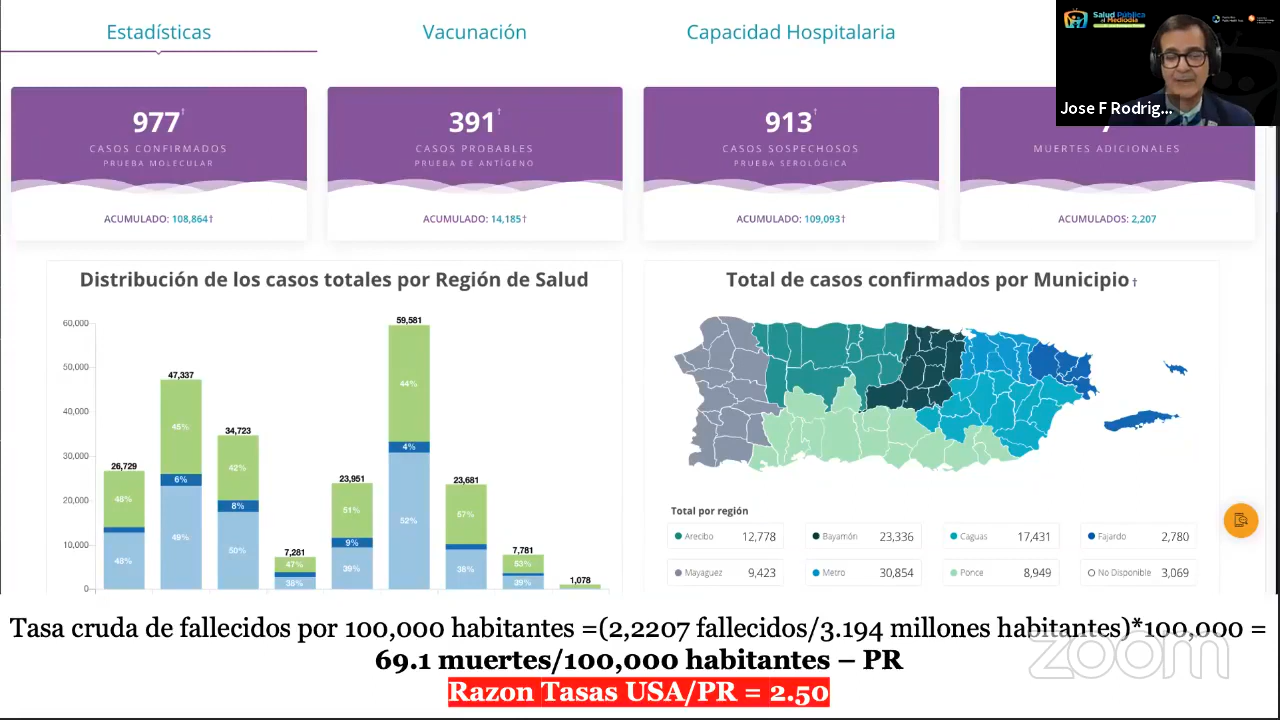 Estadísticas
Vacunación
Capacidad Hospitalaria
Salud Pública
al Mediodía
Jose F Rodrig...
977†
CASOS CONFIRMADOS
PRUEBA MOLECULAR
ACUMULADO: 108,864†
391†
CASOS PROBABLES
PRUEBA DE ANTÍGENO
ACUMULADO: 14,185†
913†
CASOS SOSPECHOSOS
PRUEBA SEROLÓGICA
ACUMULADO: 109,093†
MUERTES ADICIONALES
ACUMULADOS: 2,207
Distribución de los casos totales por Región de Salud
60,000
50,000
40,000
30,000
20,000
10,000
0
26,729
48%
48%
47,337
45%
6%
49%
34,723
42%
8%
50%
7,281
47%
38%
23,951
51%
9%
39%
59,581
44%
4%
52%
23,681
57%
38%
7,781
53%
39%
1,078
Total de casos confirmados por Municipio †
Total por región
Arecibo 12,778
Bayamón 23,336
Caguas 17,431
Fajardo 2,780
Mayaguez 9,423
Metro 30,854
Ponce 8,949
No Disponible 3,069
Tasa cruda de fallecidos por 100,000 habitantes =(2,2207 fallecidos/3.194 millones habitantes)*100,000 =
69.1 muertes/100,000 habitantes – PR
Razon Tasas USA/PR = 2.50
zoom